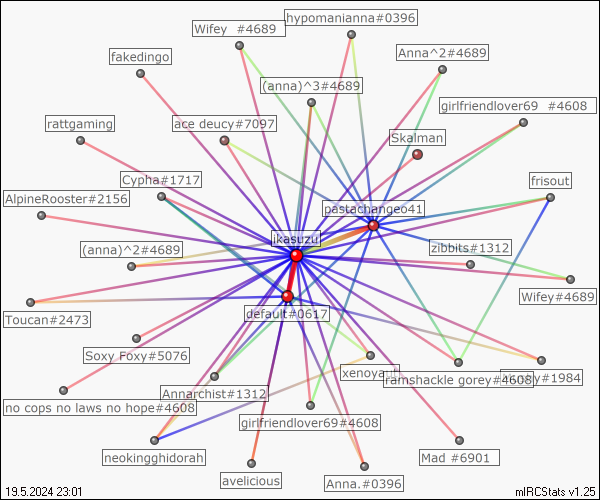 hypomanianna#0396
Wifey #4689
Anna^2#4689
fakedingo
(anna)^3#4689
girlfriendlover69 #4608
rattgaming
ace deucy#7097
Skalman
Cypha#1717
frisout
AlpineRooster#2156
pastachange041
ikasuzu
(anna)^2#4689
zibbits#1312
Wifey#4689
Toucan#2473
default#0617
Soxy Foxy#5076
xenoya
ramshackle gorey#4608
#1984
Annarchist#1312
no cops no laws no hope#4608
girlfriendlover69#4608
neokingghidorah
Mad #6901
avelicious
Anna.#0396
19.5.2024 23:01
mIRCStats v1.25